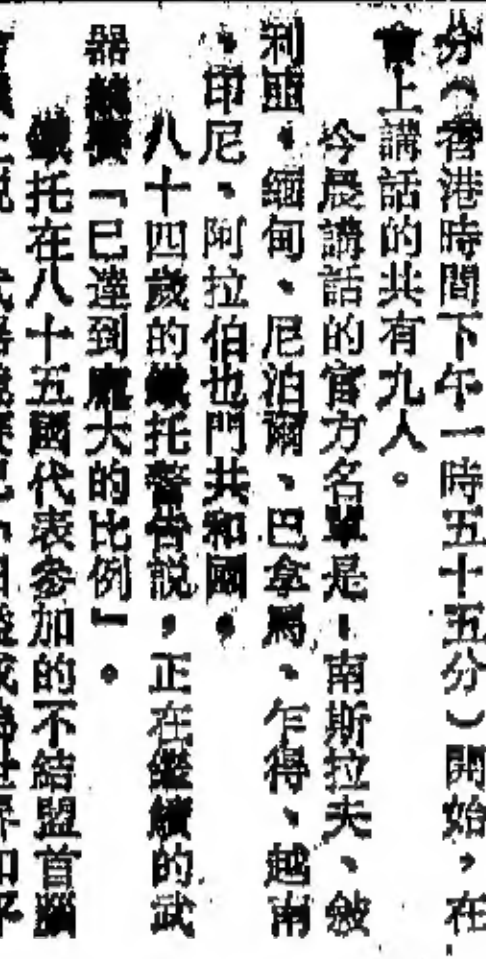 分（香港時間下午一時五十五分）開始，在
會上講話的共有九人。
今晨講話的官方名單是：南斯拉夫、敍
利亞、緬甸、尼泊爾、巴拿馬、乍得、越南
、印尼、阿拉伯也門共和國。
八十四歲的鐵托警告說，正在繼續的武
器競賽『已達到龐大的比例』。
鐵托在八十五國代表參加的不結盟首腦